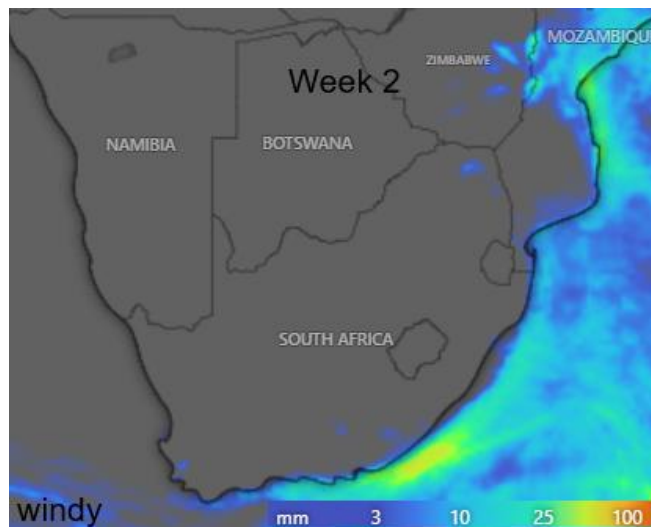 ZIMBABWE
MOZAMBIQU
Week 2
NAMIBIA
BOTSWANA
SOUTH AFRICA
windy
mm 3 10 25 100